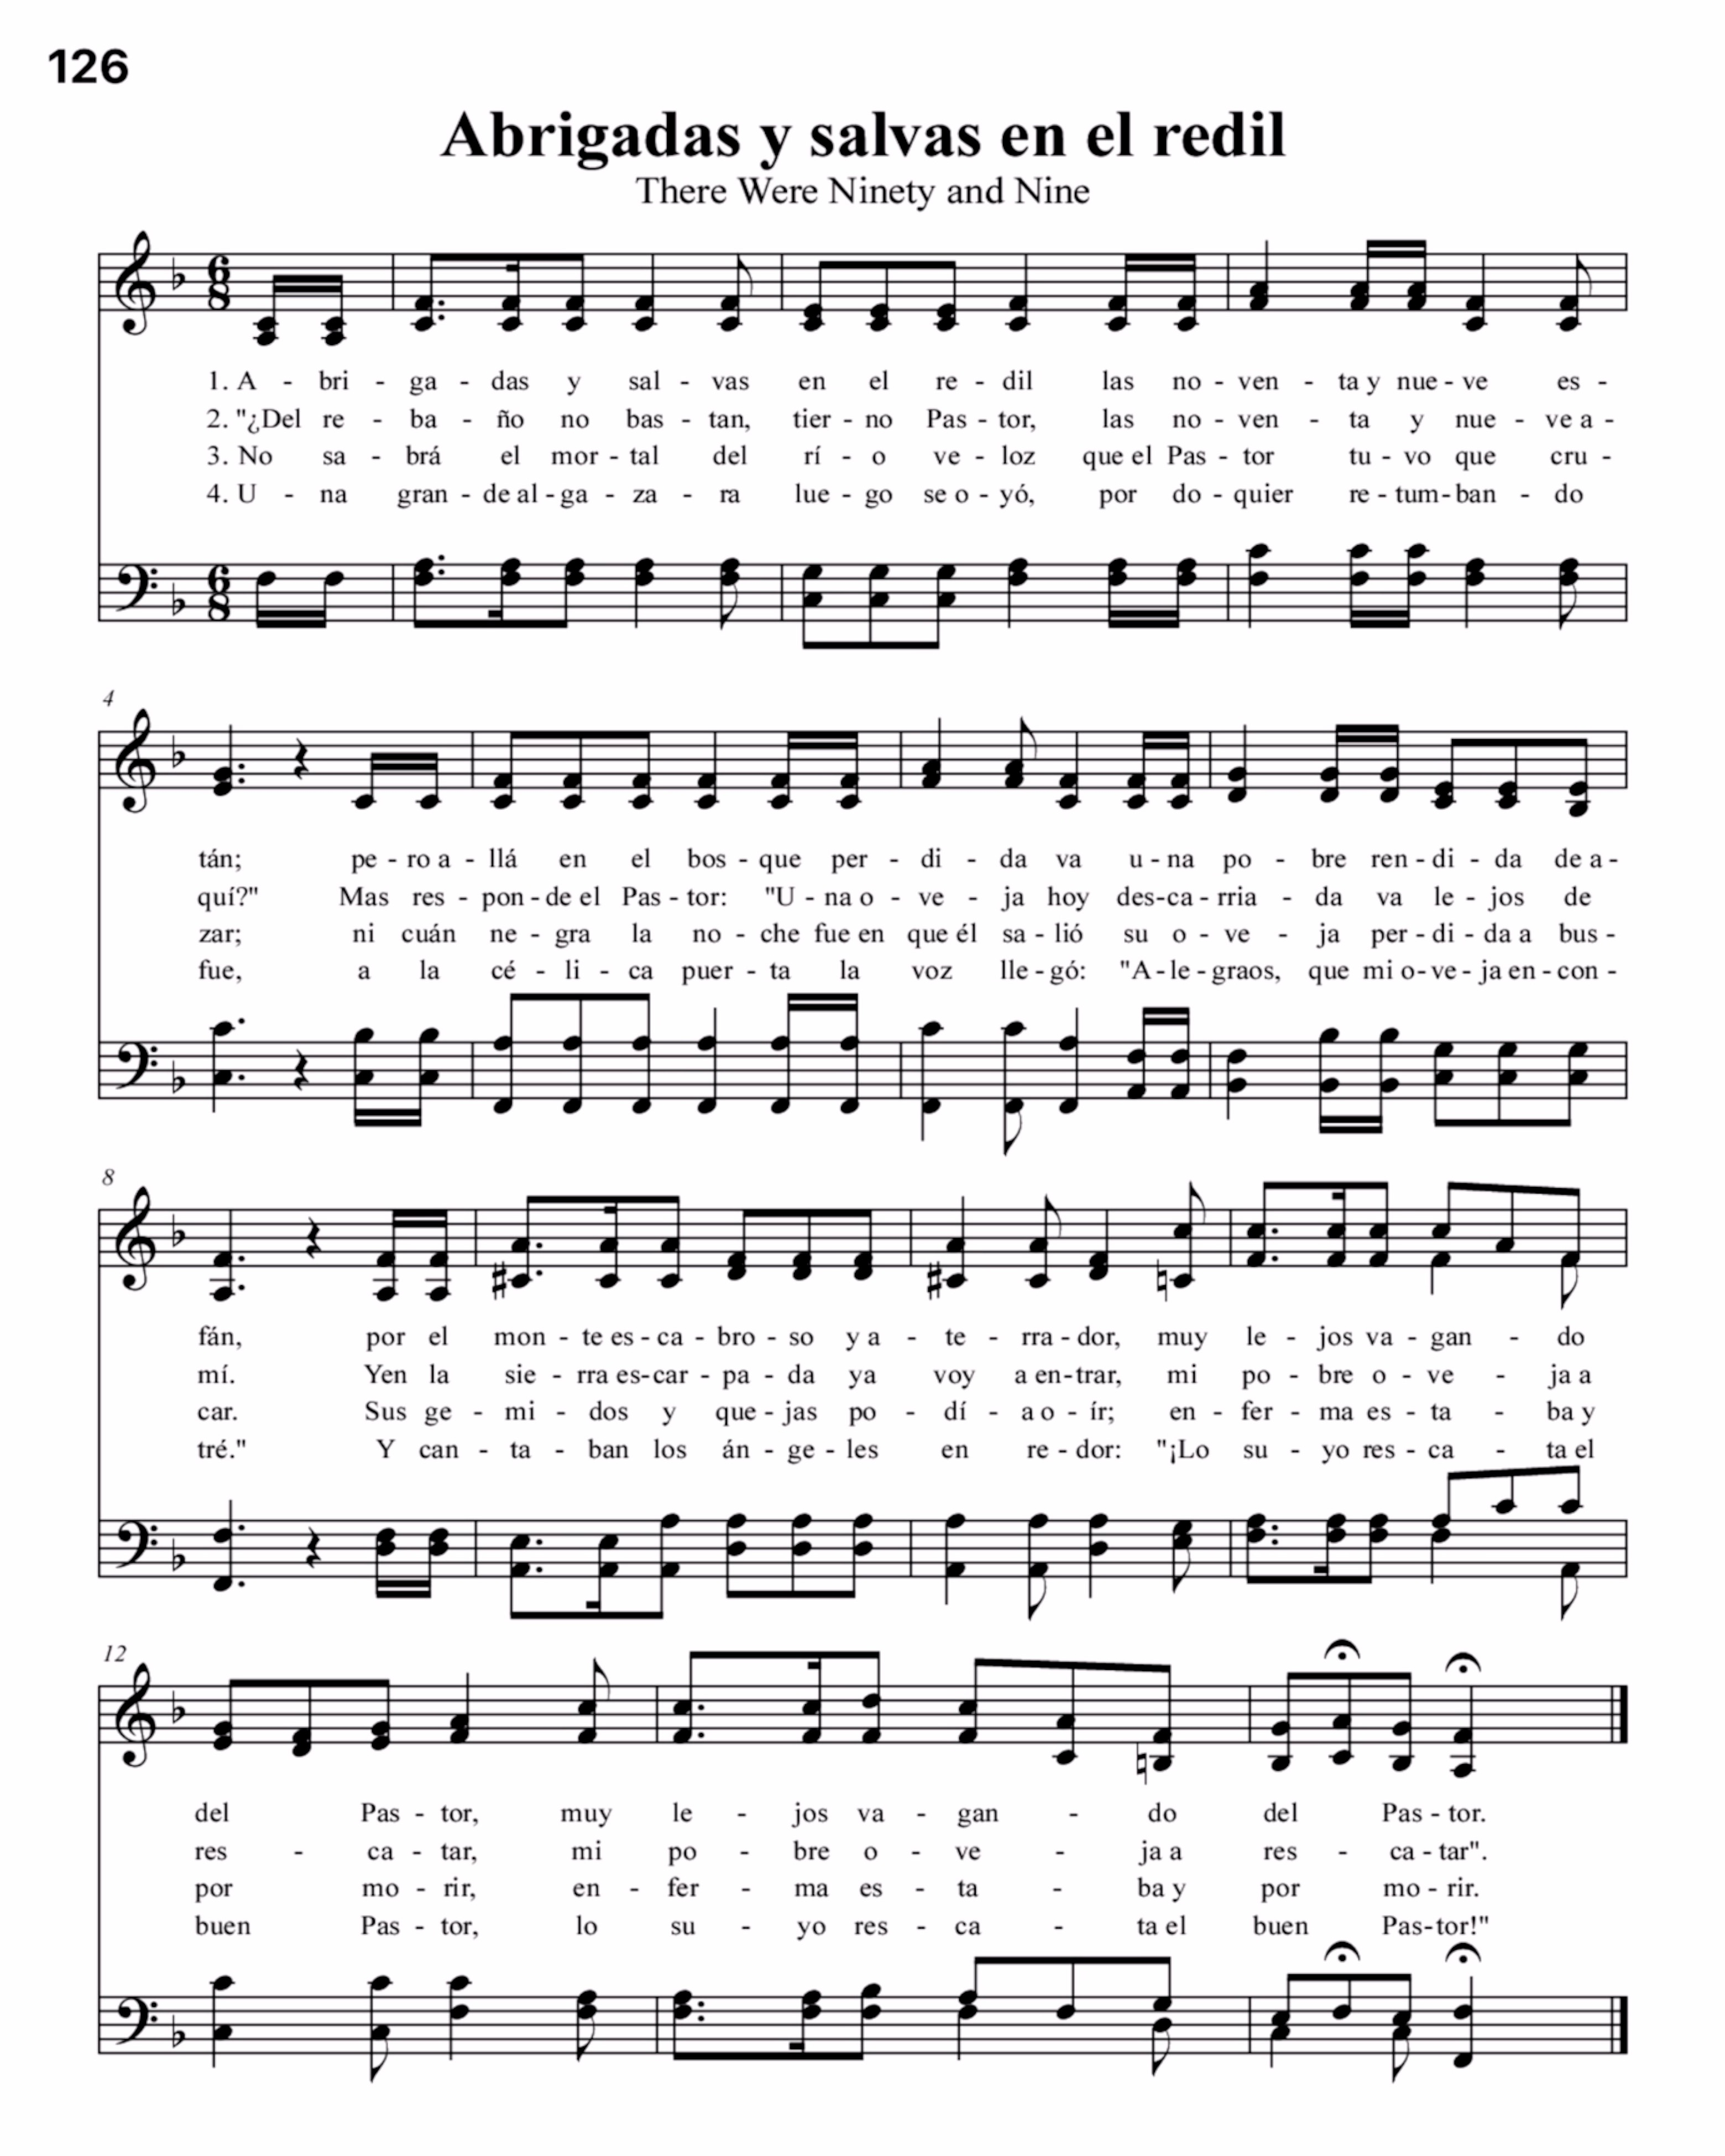 126
Abrigadas y salvas en el redil
There Were Ninety and Nine
1. A - bri - ga - das y sal - vas en el re - dil las no - ven - ta y nue - ve es -
2. "¿Del re - ba - ño no bas - tan, tier - no Pas - tor, las no - ven - ta y nue - ve a -
3. No sa - brá el mor - tal del rí - o ve - loz que el Pas - tor tu - vo que cru -
4. U - na gran - de al - ga - za - ra lue - go se o - yó, por do - quier re - tum - ban - do
4
tán; pe - ro a - llá en el bos - que per - di - da va u - na po - bre ren - di - da de a -
quí?" Mas res - pon - de el Pas - tor: "U - na o - ve - ja hoy des - ca - rria - da va le - jos de
zar; ni cuán ne - gra la no - che fue en que él sa - lió su o - ve - ja per - di - da a bus -
fue, a la cé - li - ca puer - ta la voz lle - gó: "A - le - graos, que mi o - ve - ja en - con -
8
fán, por el mon - te es - ca - bro - so y a - te - rra - dor, muy le - jos va - gan - do
mí. Yen la sie - rra es - car - pa - da ya voy a en - trar, mi po - bre o - ve - ja a
car. Sus ge - mi - dos y que - jas po - dí - a o - ír; en - fer - ma es - ta - ba y
tré." Y can - ta - ban los án - ge - les en re - dor: "¡Lo su - yo res - ca - ta el
12
del Pas - tor, muy le - jos va - gan - do del Pas - tor.
res - ca - tar, mi po - bre o - ve - ja a res - ca - tar".
por mo - rir, en - fer - ma es - ta - ba y por mo - rir.
buen Pas - tor, lo su - yo res - ca - ta el buen Pas - tor!"